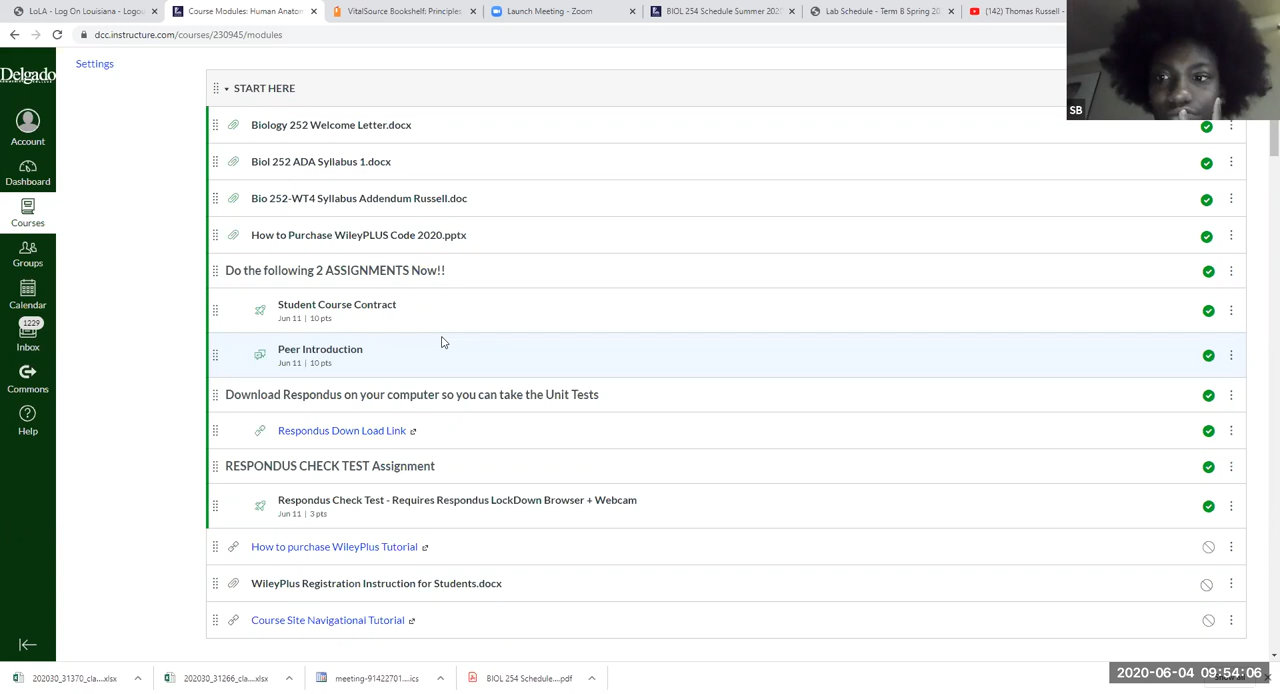 LoLA - Log On Louisiana - Logou
Course Modules: Human Anatom
VitalSource Bookshelf: Principles
Launch Meeting - Zoom
BIOL 254 Schedule Summer 202
Lab Schedule - Term B Spring 20
(142) Thomas Russell -
dcc.instructure.com/courses/230945/modules
Delgado
Settings
SB
START HERE
Biology 252 Welcome Letter.docx
Account
Biol 252 ADA Syllabus 1.docx
Dashboard
Bio 252-WT4 Syllabus Addendum Russell.doc
Courses
How to Purchase WileyPLUS Code 2020.pptx
Groups
Do the following 2 ASSIGNMENTS Now!!
Calendar
Student Course Contract
Jun 11 | 10 pts
1229
Inbox
Peer Introduction
Jun 11 | 10 pts
Commons
Download Respondus on your computer so you can take the Unit Tests
Help
Respondus Down Load Link
RESPONDUS CHECK TEST Assignment
Respondus Check Test - Requires Respondus LockDown Browser + Webcam
Jun 11 | 3 pts
How to purchase WileyPlus Tutorial
WileyPlus Registration Instruction for Students.docx
Course Site Navigational Tutorial
202030_31370_cla....xlsx
202030_31266_cla....xlsx
meeting-91422701....ics
BIOL 254 Schedule....pdf
2020-06-04 09:54:06